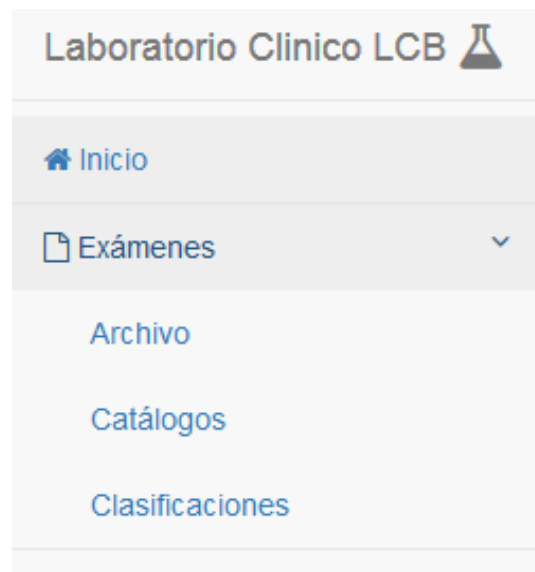 Laboratorio Clinico LCB
Inicio
Exámenes
Archivo
Catálogos
Clasificaciones